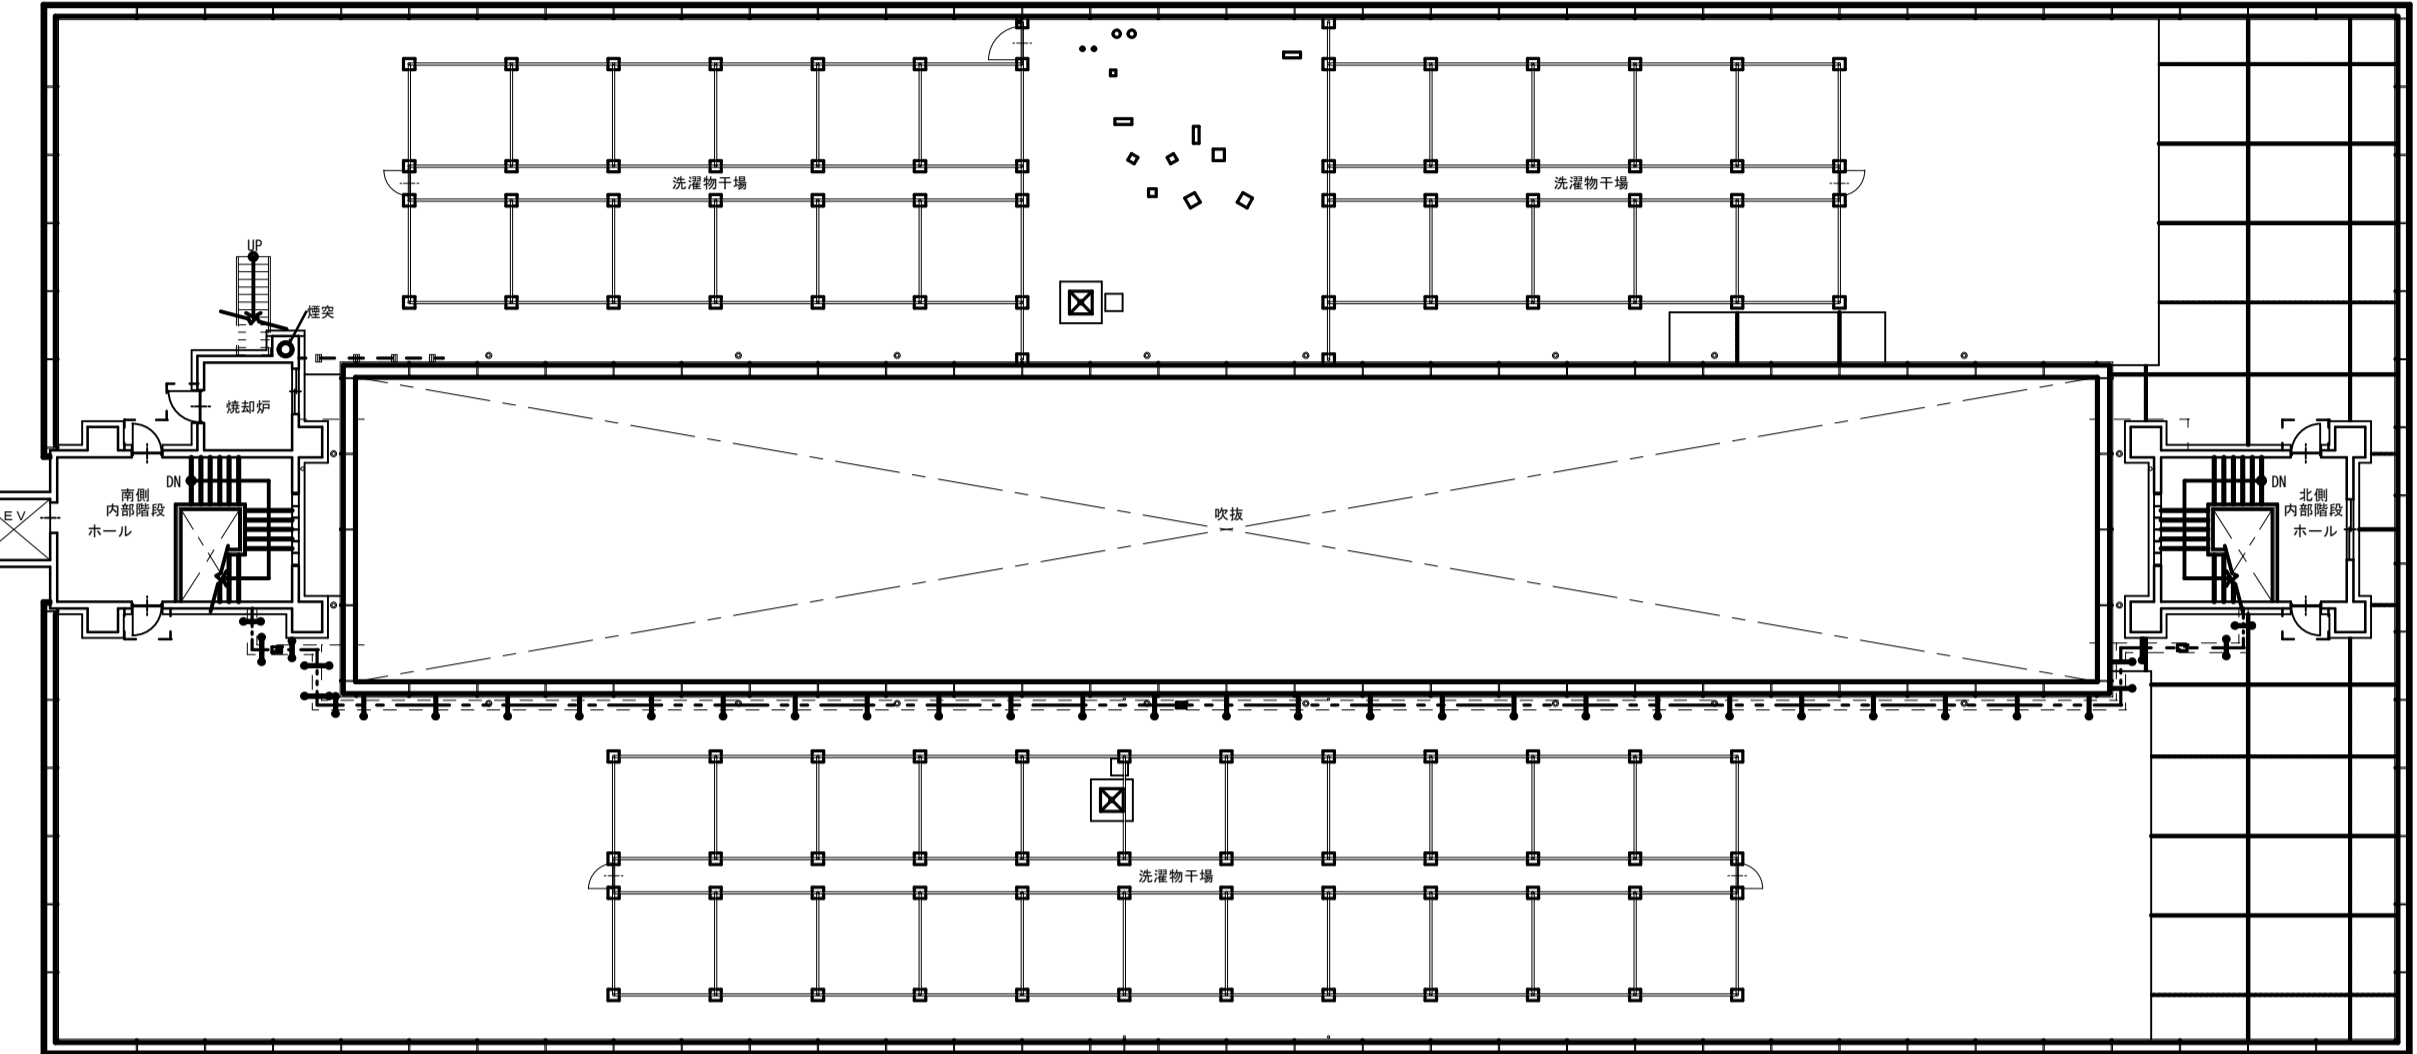 洗濯物干場
洗濯物干場
UP
煙突
焼却炉
DN
南側
内部階段
ホール
EV
吹抜
DN
北側
内部階段
ホール
洗濯物干場